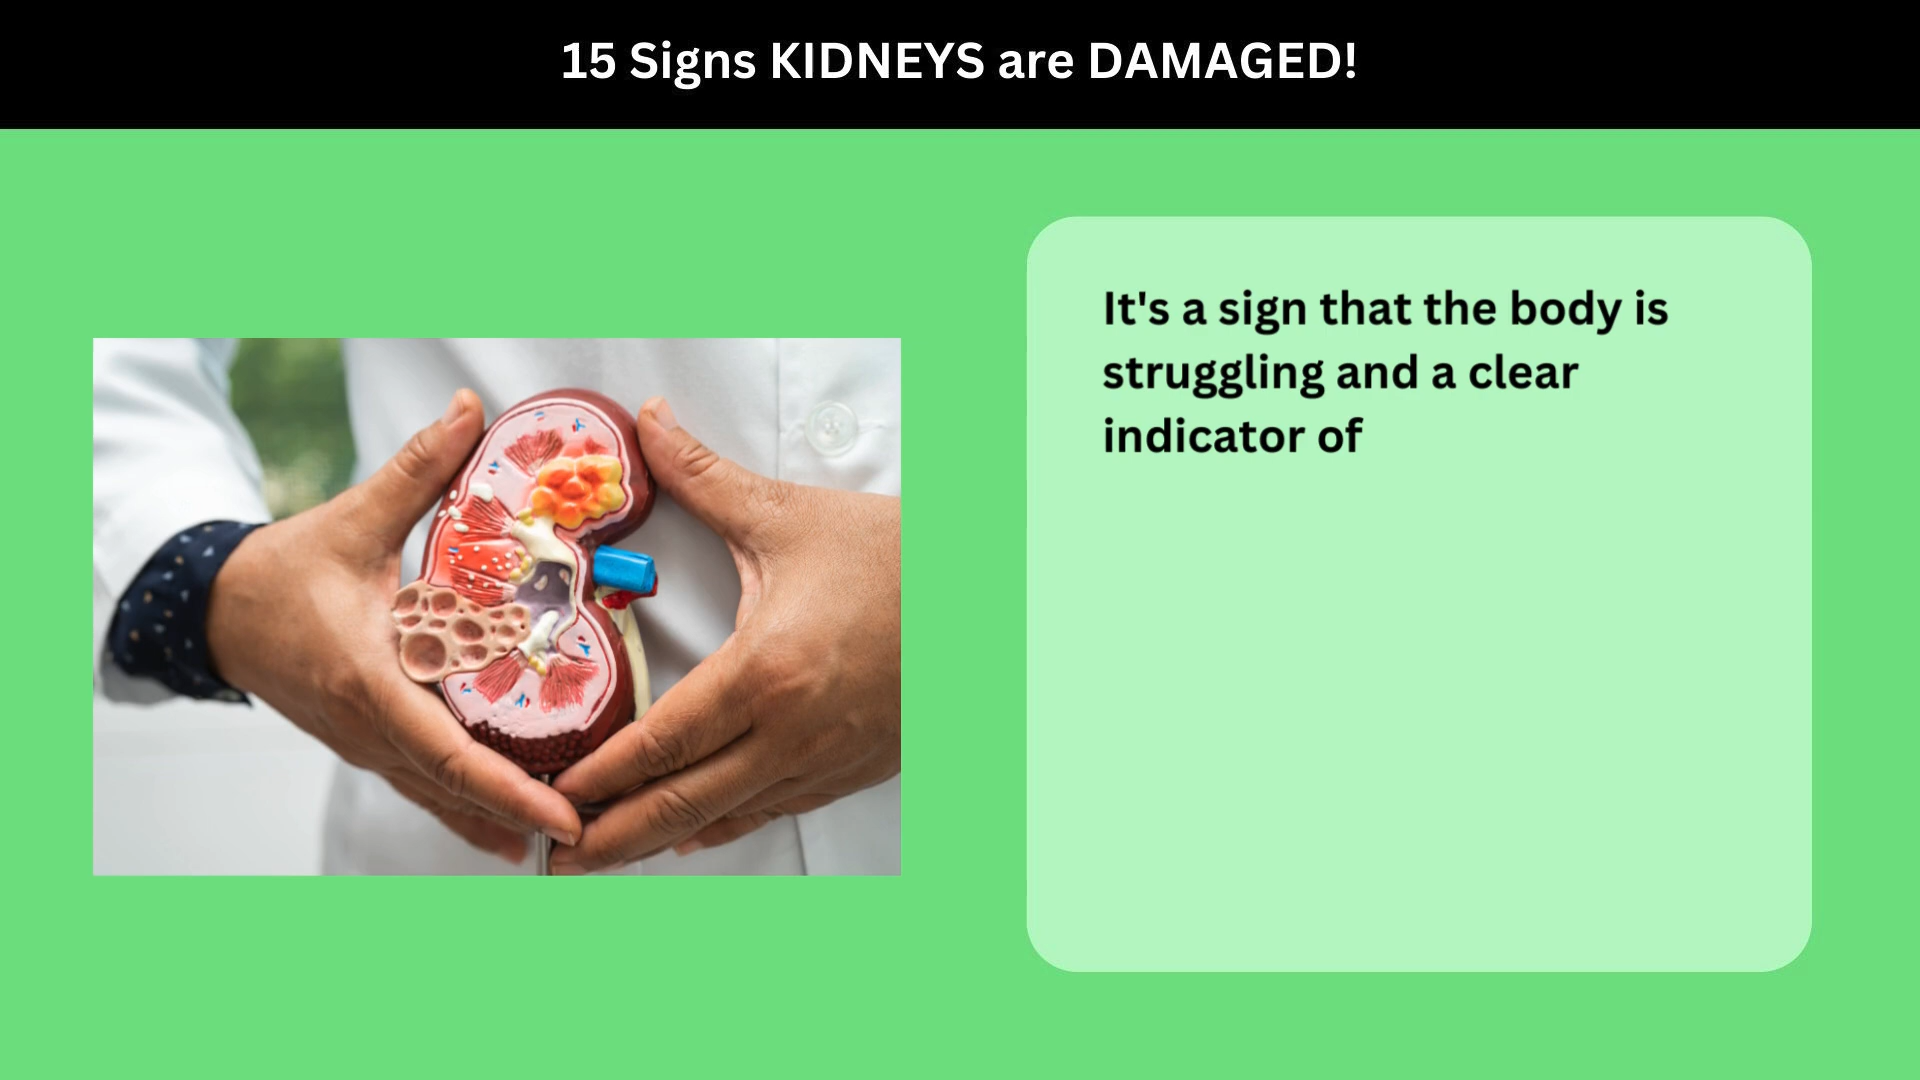 15 Signs KIDNEYS are DAMAGED!
It's a sign that the body is
struggling and a clear
indicator of